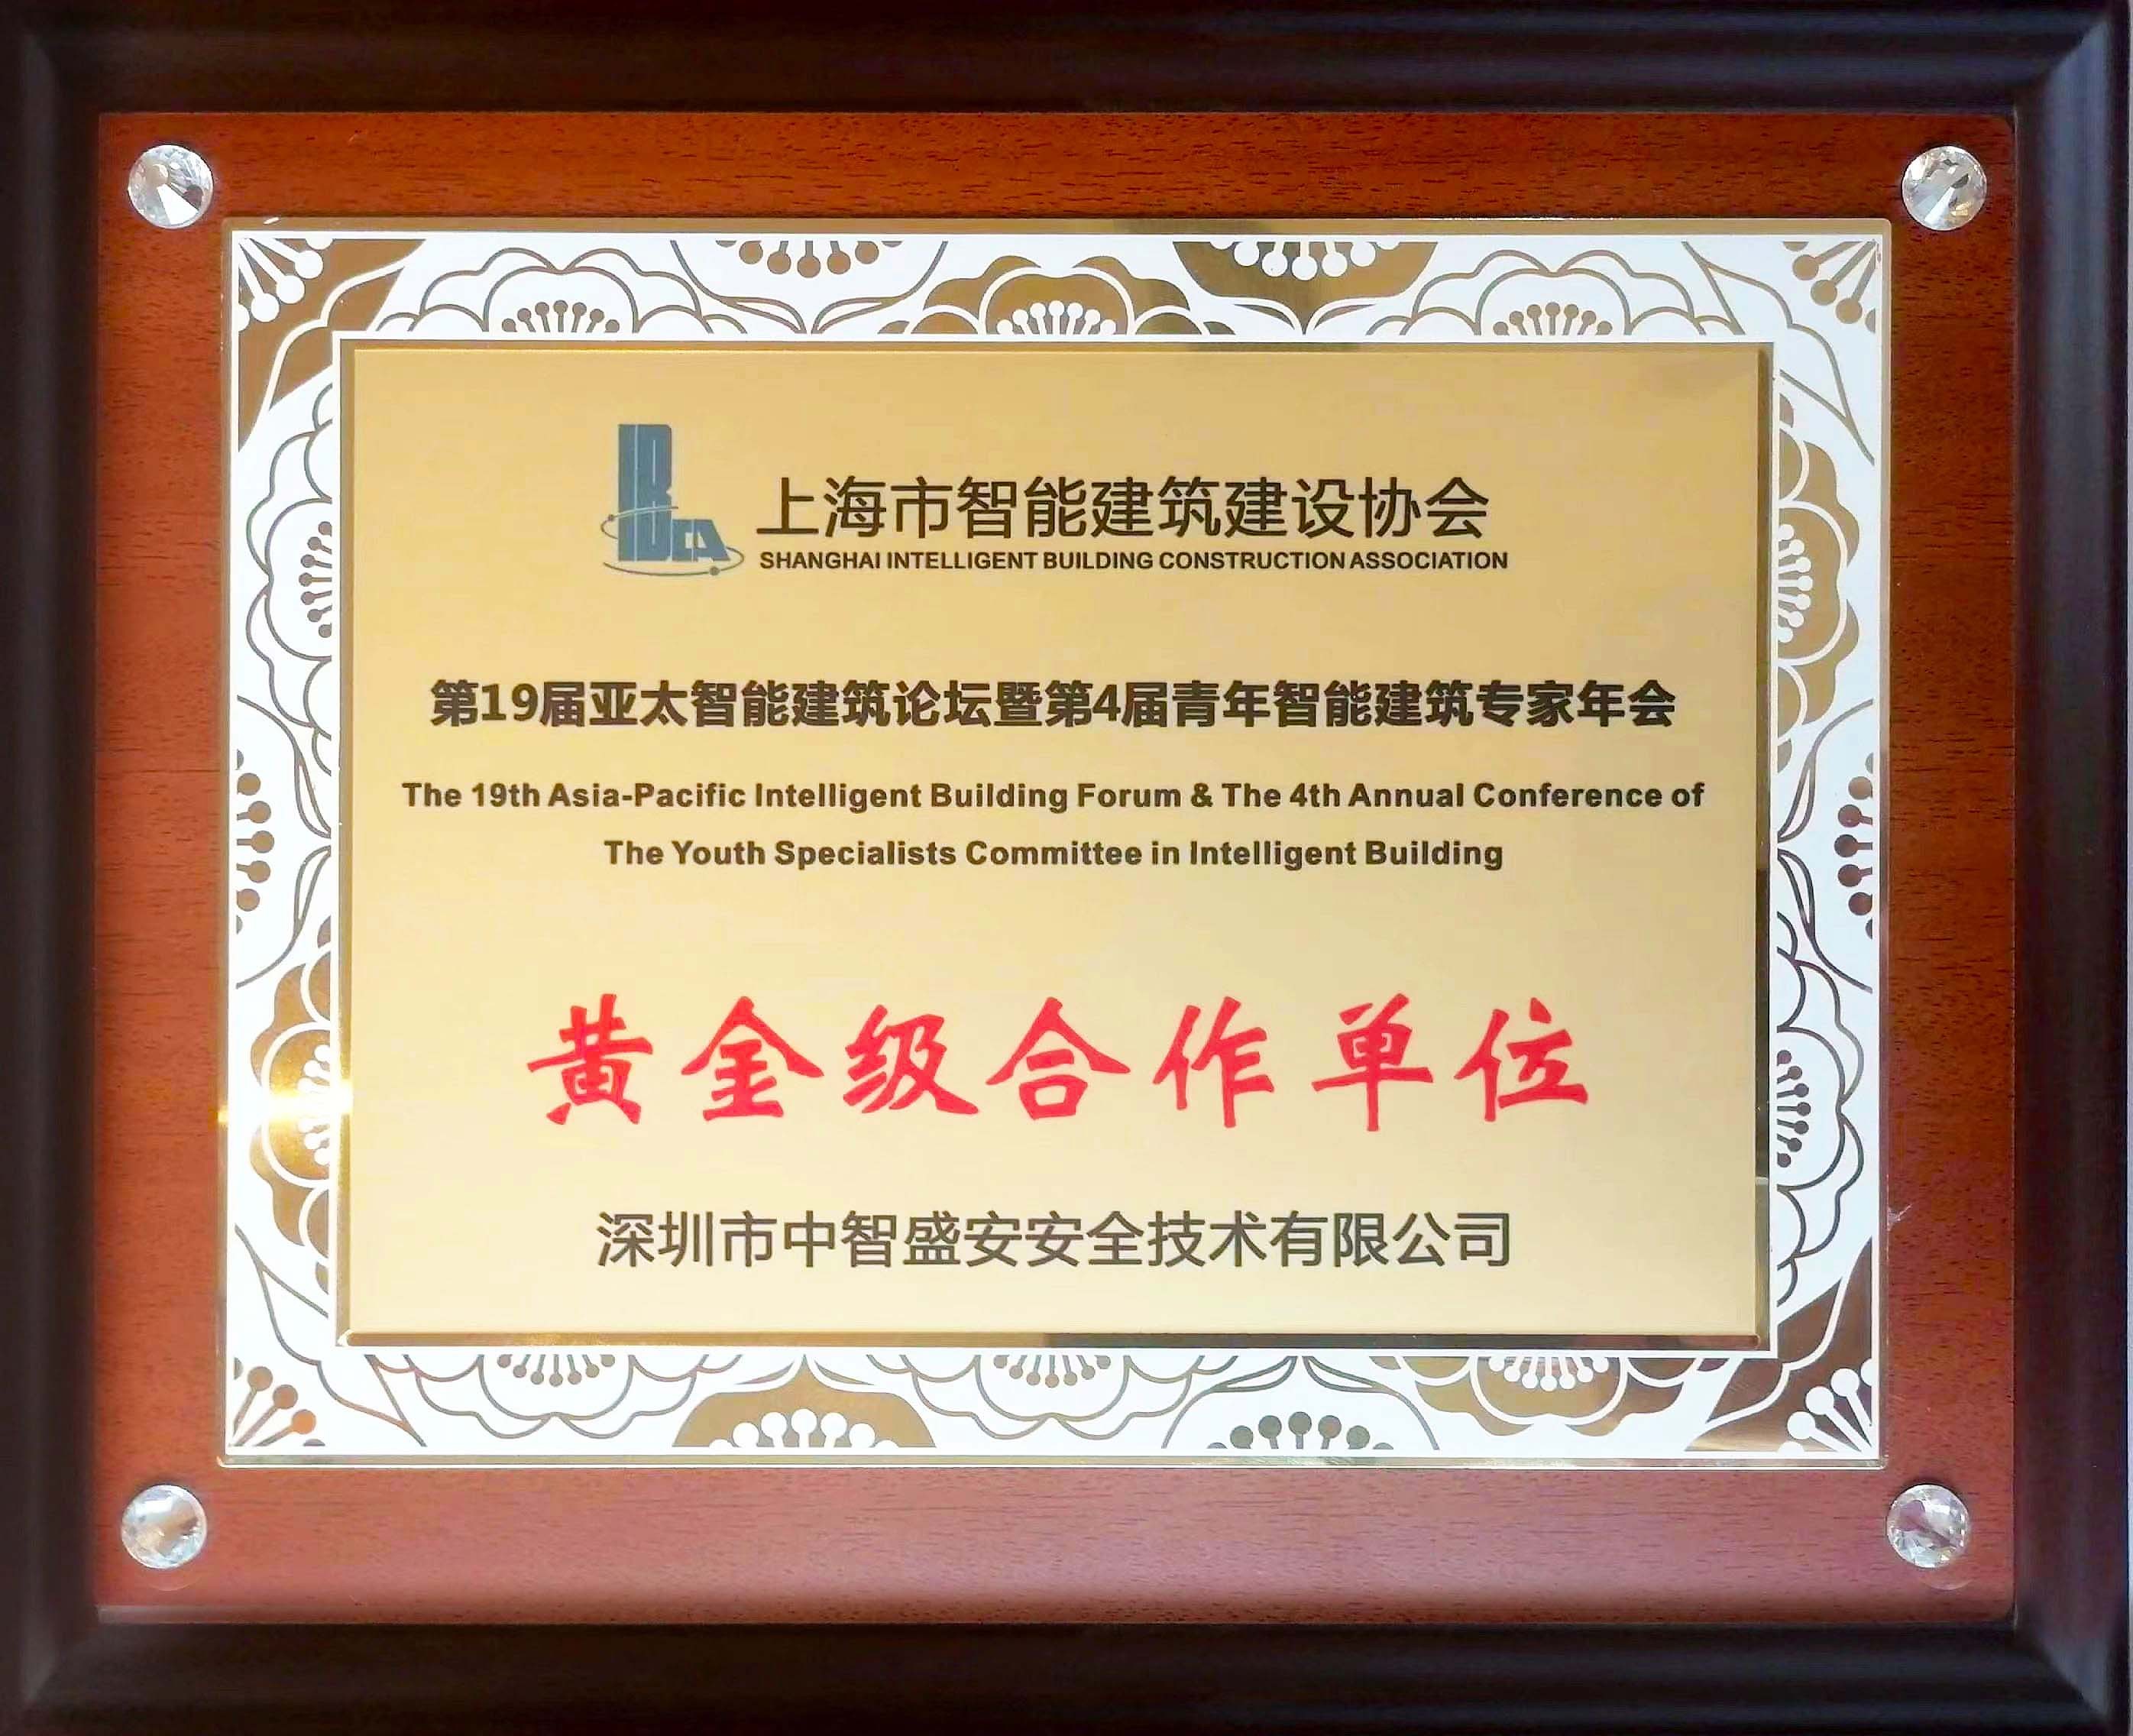 IB
CA
上海市智能建筑建设协会
SHANGHAI INTELLIGENT BUILDING CONSTRUCTION ASSOCIATION
第19届亚太智能建筑论坛暨第4届青年智能建筑专家年会
The 19th Asia-Pacific Intelligent Building Forum & The 4th Annual Conference of
The Youth Specialists Committee in Intelligent Building
黄金级合作单位
深圳市中智盛安安全技术有限公司